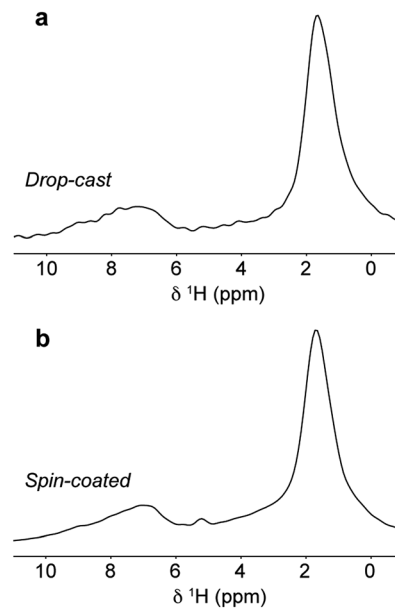 a
Drop-cast
10 8 6 4 2 0
δ ¹H (ppm)
b
Spin-coated
10 8 6 4 2 0
δ ¹H (ppm)